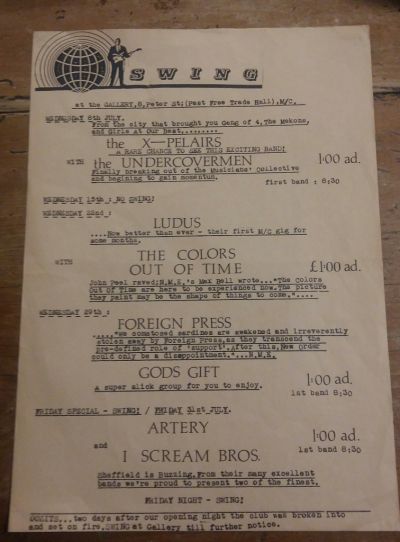 SWING
at the GALLERY,8,Peter St;(Past Free Trade Hall),M/C.
WEDNESDAY 8th JULY.
From the city that brought you Gang of 4,The Mekons,
and Girls At Our Best,........
the X—PELAIRS
A RARE CHANCE TO SEE THIS EXCITING BAND!
WITH the UNDERCOVERMEN 1·00 ad.
Finally breaking out of the Musicians' Collective
and begining to gain momentum.
first band : 8;30
WEDNESDAY 15th : NO SWING!
WEDNESDAY 22nd :
LUDUS
....Now better than ever - their first M/C gig for
some months.
WITH THE COLORS
OUT OF TIME £1·00 ad.
John Peel raved;N.M.E.'s Max Bell wrote..."The Colors
Out Of Time are here to be experienced now.The picture
they paint may be the shape of things to come."....
WEDNESDAY 29th :
FOREIGN PRESS
...."We comatosed sardines are awakened and irreverently
stolen away by Foreign Press,as they transcend the
pre-defined role of 'support'.After this,New Order
could only be a disappointment."...N.M.E.
GODS GIFT 1·00 ad.
A super slick group for you to enjoy.
1st band 8;30
FRIDAY SPECIAL - SWING! / FRIDAY 31st JULY.
ARTERY 1·00 ad.
and
1st band 8;30
I SCREAM BROS.
Sheffield is Buzzing.From their many excellent
bands we're proud to present two of the finest.
FRIDAY NIGHT - SWING!
two days after our opening night the club was broken into
and set on fire.SWING at Gallery till further notice.